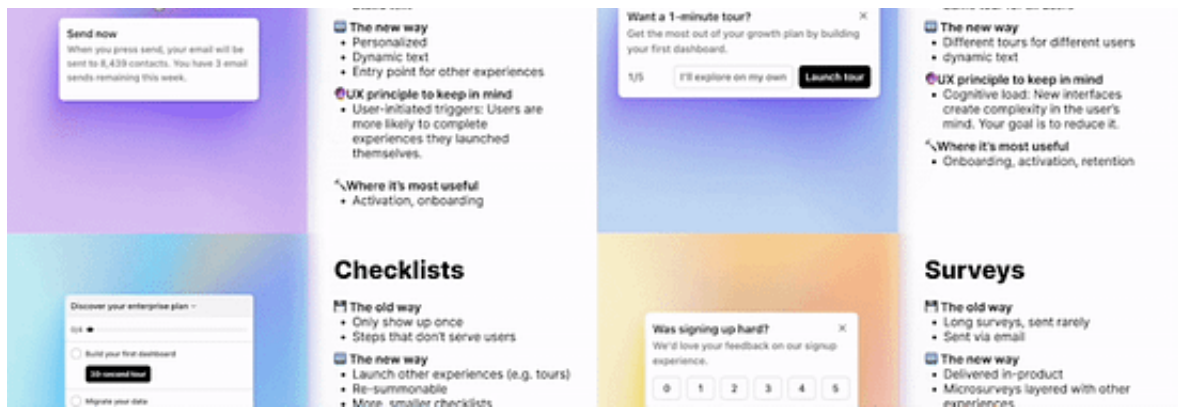 Send now
When you press send, your email will be
sent to 8,439 contacts. You have 3 email
sends remaining this week.
The new way
• Personalized
• Dynamic text
• Entry point for other experiences
UX principle to keep in mind
• User-initiated triggers: Users are
more likely to complete
experiences they launched
themselves.
Where it's most useful
• Activation, onboarding
Want a 1-minute tour?
Get the most out of your growth plan by building
your first dashboard.
1/5
I'll explore on my own
Launch tour
The new way
• Different tours for different users
• dynamic text
UX principle to keep in mind
• Cognitive load: New interfaces
create complexity in the user's
mind. Your goal is to reduce it.
Where it's most useful
• Onboarding, activation, retention
Discover your enterprise plan
0/4
Build your first dashboard
30-second tour
Migrate your data
Checklists
The old way
• Only show up once
• Steps that don't serve users
The new way
• Launch other experiences (e.g. tours)
• Re-summonable
• More, smaller checklists
Was signing up hard?
We'd love your feedback on our signup
experience.
0 1 2 3 4 5
Surveys
The old way
• Long surveys, sent rarely
• Sent via email
The new way
• Delivered in-product
• Microsurveys layered with other
experiences